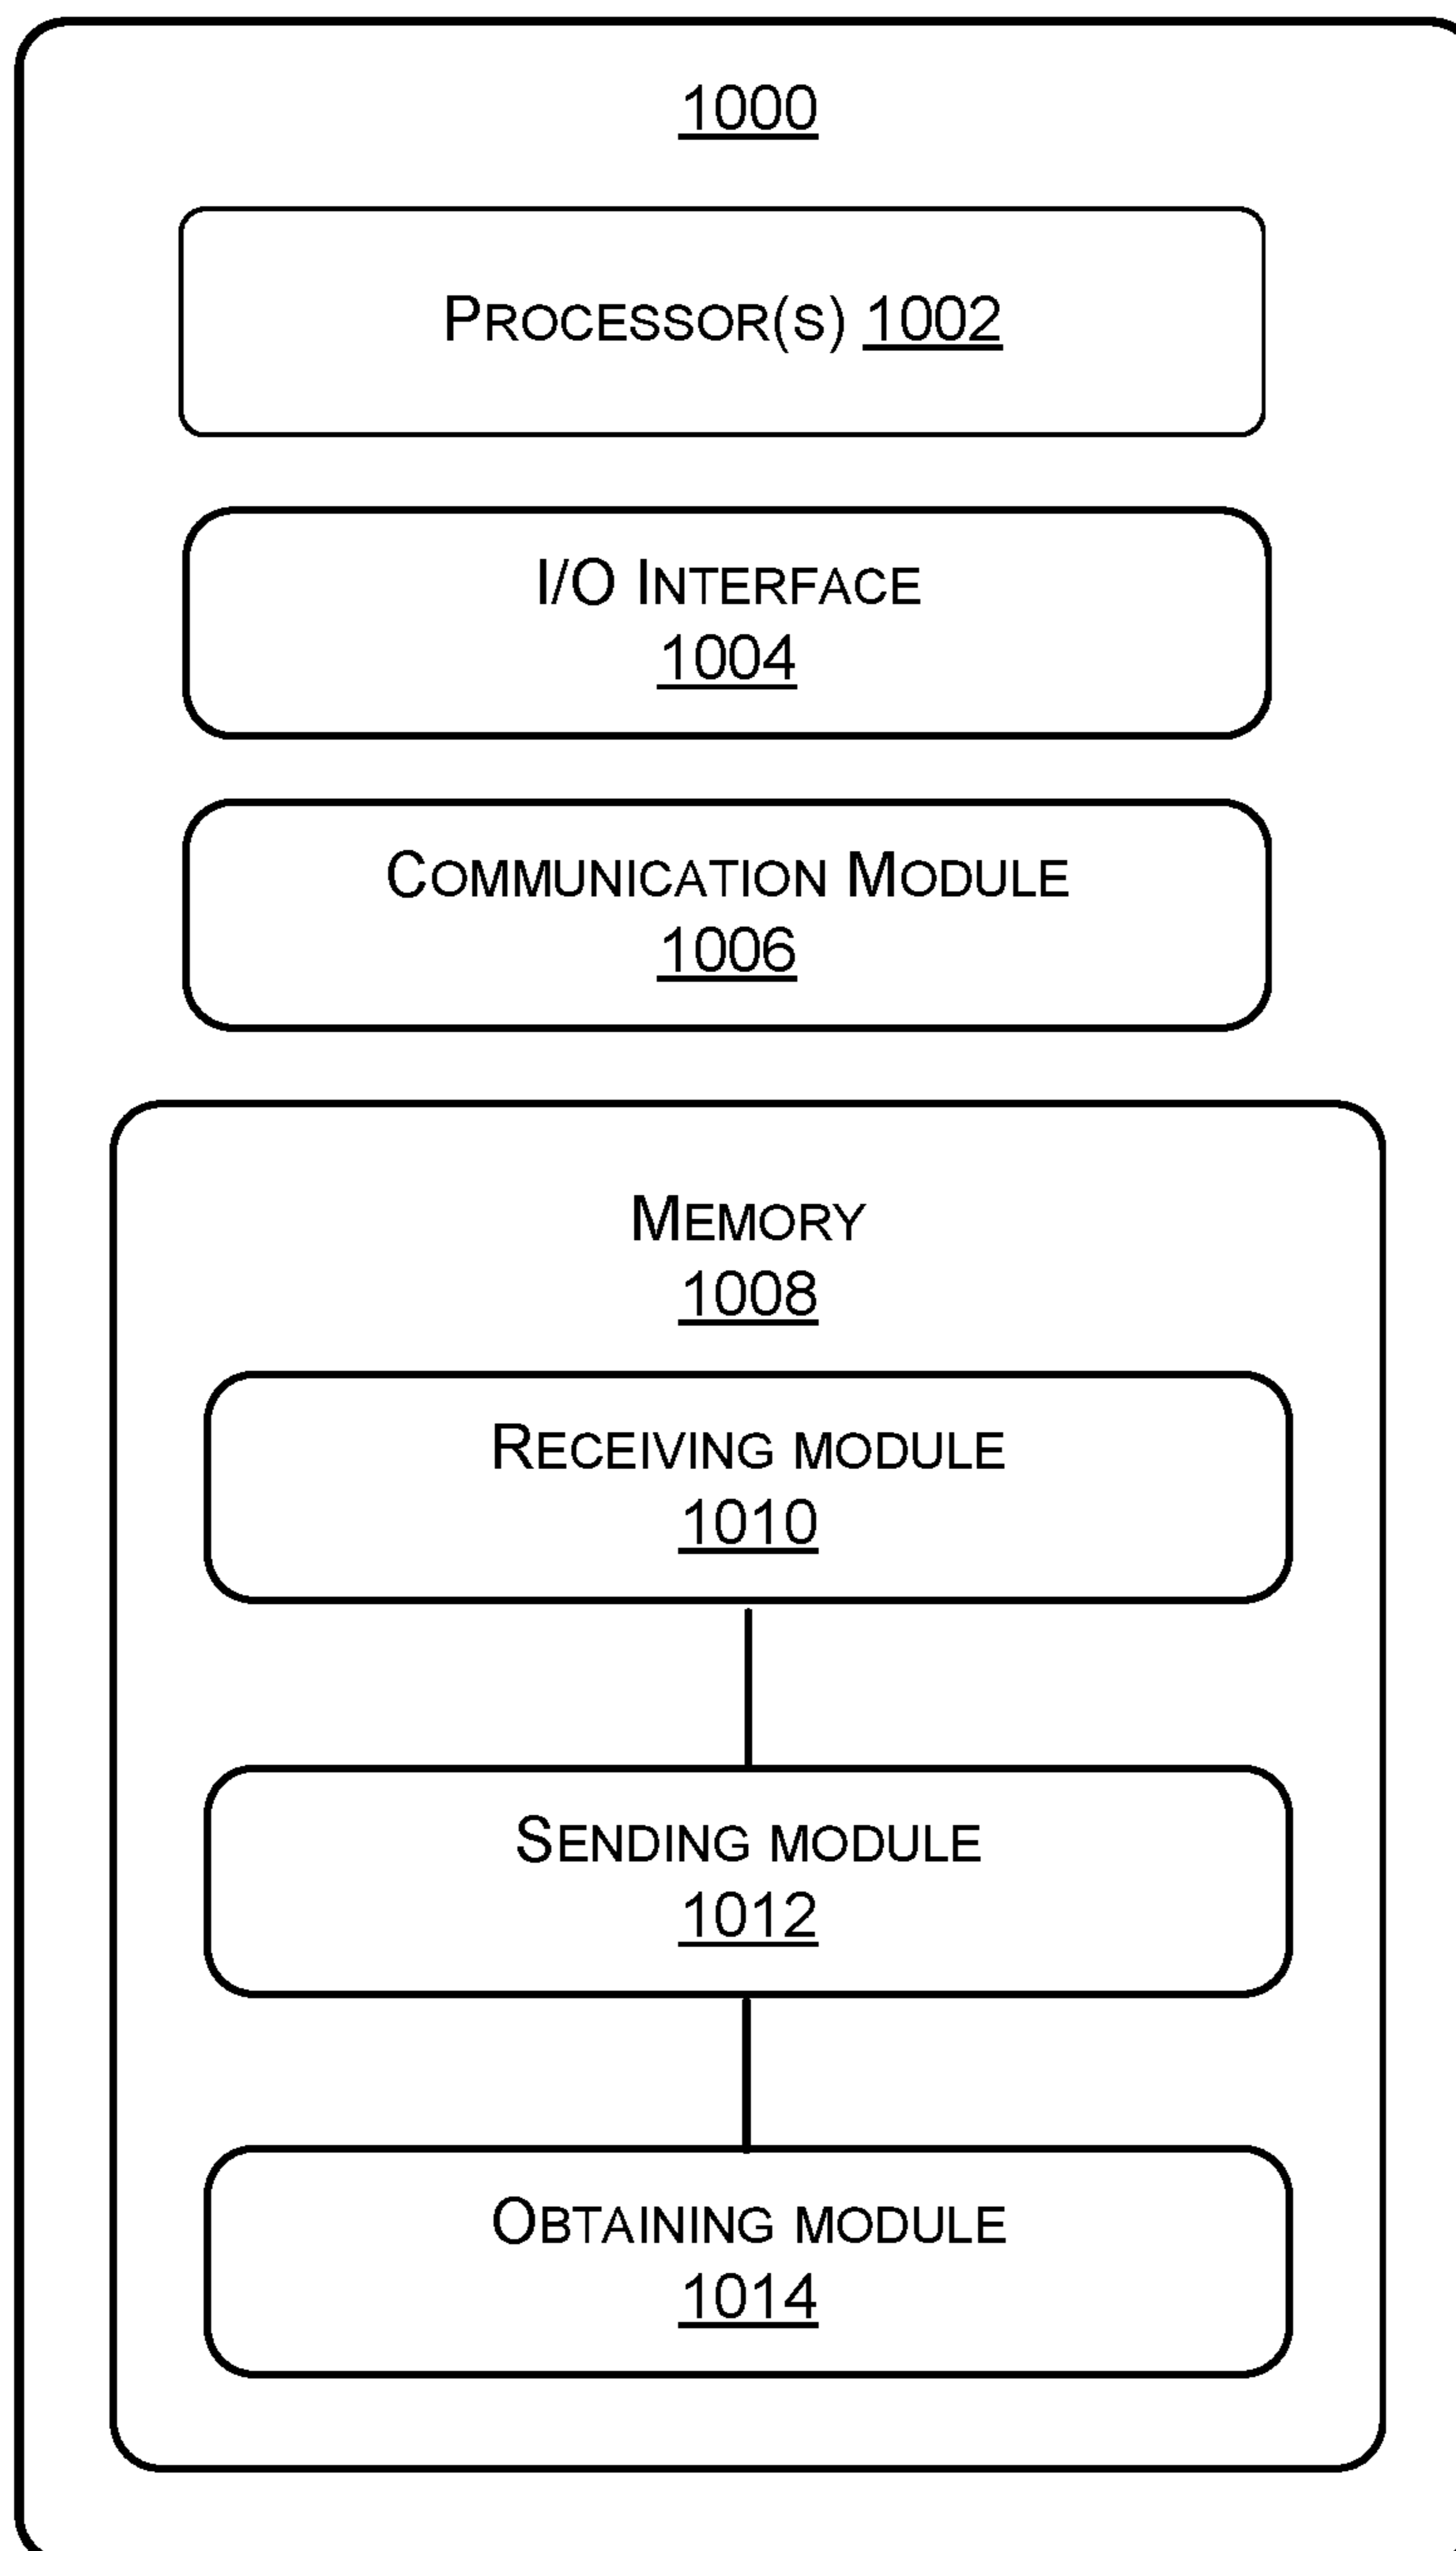 1000
PROCESSOR(S) 1002
I/O INTERFACE
1004
COMMUNICATION MODULE
1006
MEMORY
1008
RECEIVING MODULE
1010
SENDING MODULE
1012
OBTAINING MODULE
1014